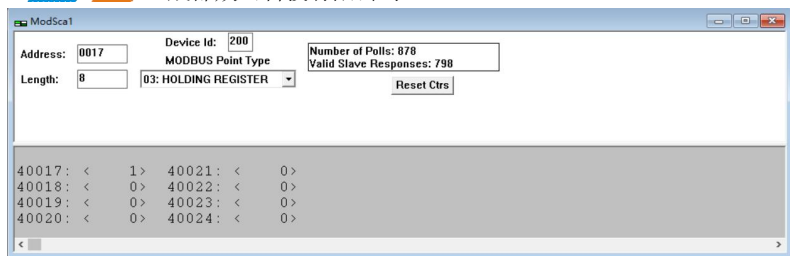 ModSca1
Address: 0017
Device Id: 200
MODBUS Point Type
Length: 8
03: HOLDING REGISTER
Number of Polls: 878
Valid Slave Responses: 798
Reset Ctrs
40017: < 1> 40021: < 0>
40018: < 0> 40022: < 0>
40019: < 0> 40023: < 0>
40020: < 0> 40024: < 0>